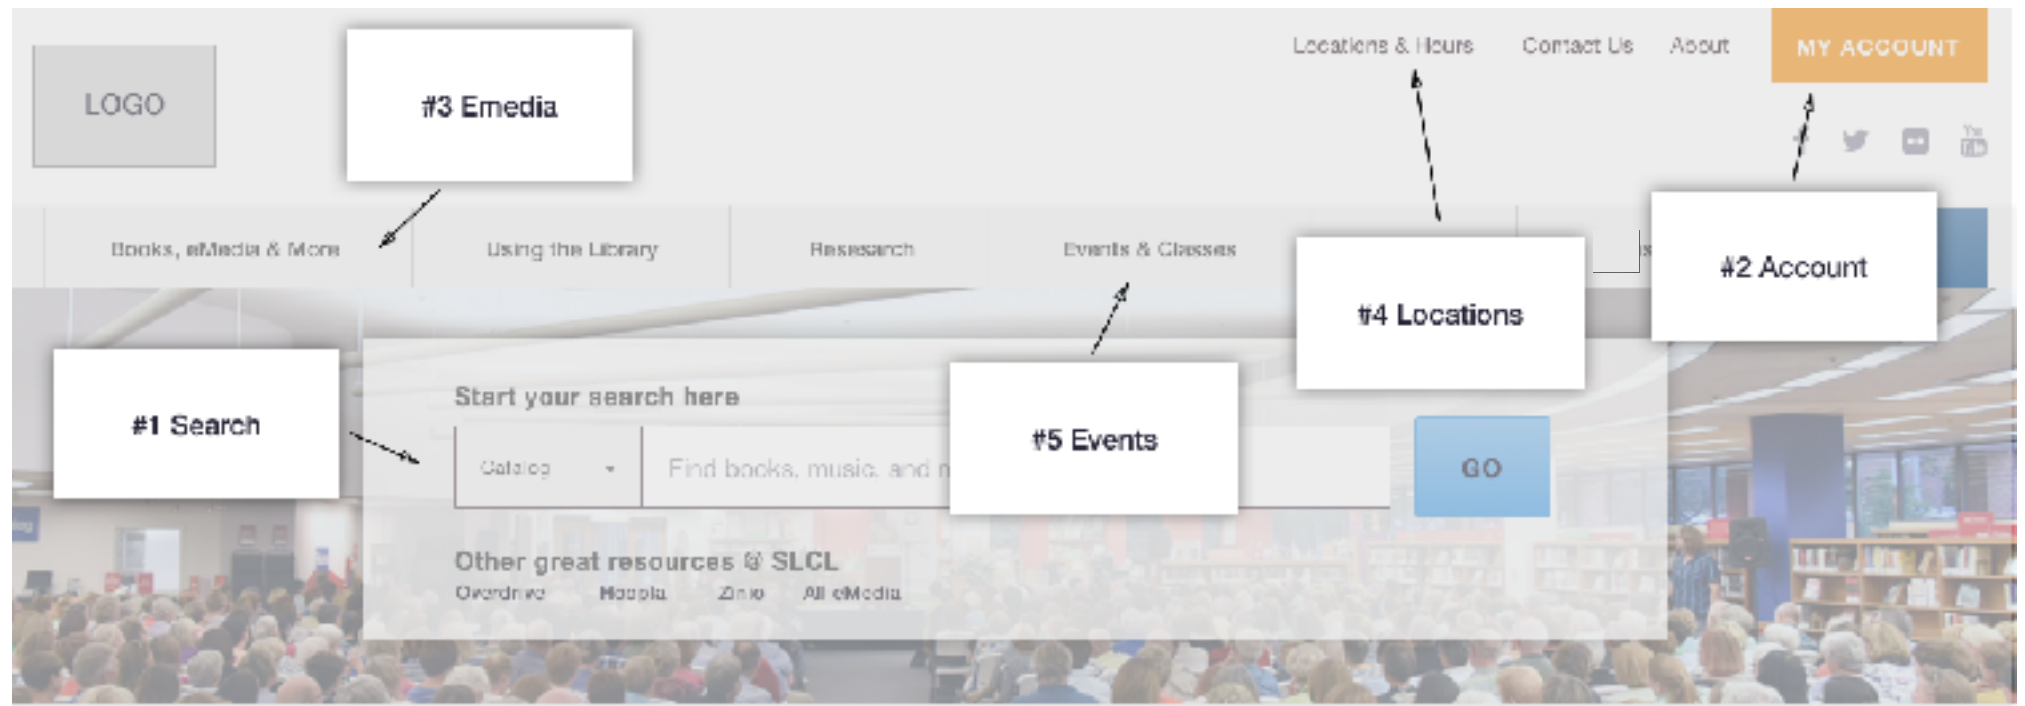 LOGO
#3 Emedia
Locations & Hours
Contact Us
About
MY ACCOUNT
Books, eMedia & More
Using the Library
Resesarch
Events & Classes
#4 Locations
#2 Account
#1 Search
Start your search here
Catalog
Find books, music, and
#5 Events
GO
Other great resources @ SLCL
Overdrive
Hoopla
Zinio
All eMedia